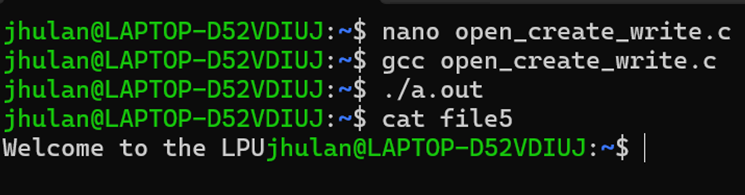 jhulan@LAPTOP-D52VDIUJ:~$ nano open_create_write.c
jhulan@LAPTOP-D52VDIUJ:~$ gcc open_create_write.c
jhulan@LAPTOP-D52VDIUJ:~$ ./a.out
jhulan@LAPTOP-D52VDIUJ:~$ cat file5
Welcome to the LPUjhulan@LAPTOP-D52VDIUJ:~$